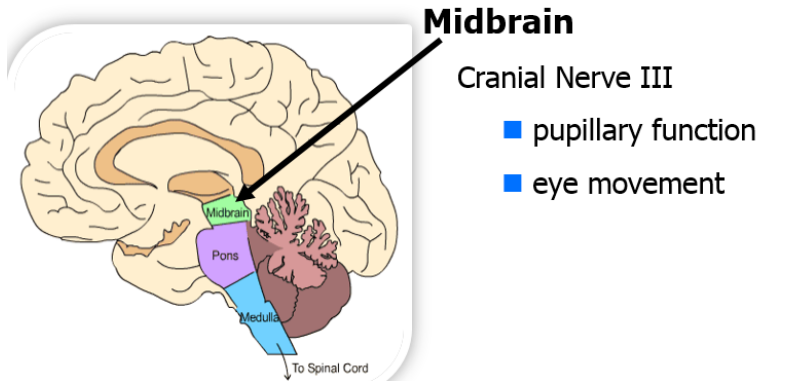 Midbrain
Cranial Nerve III
pupillary function
eye movement
Midbrain
Pons
Medulla
To Spinal Cord